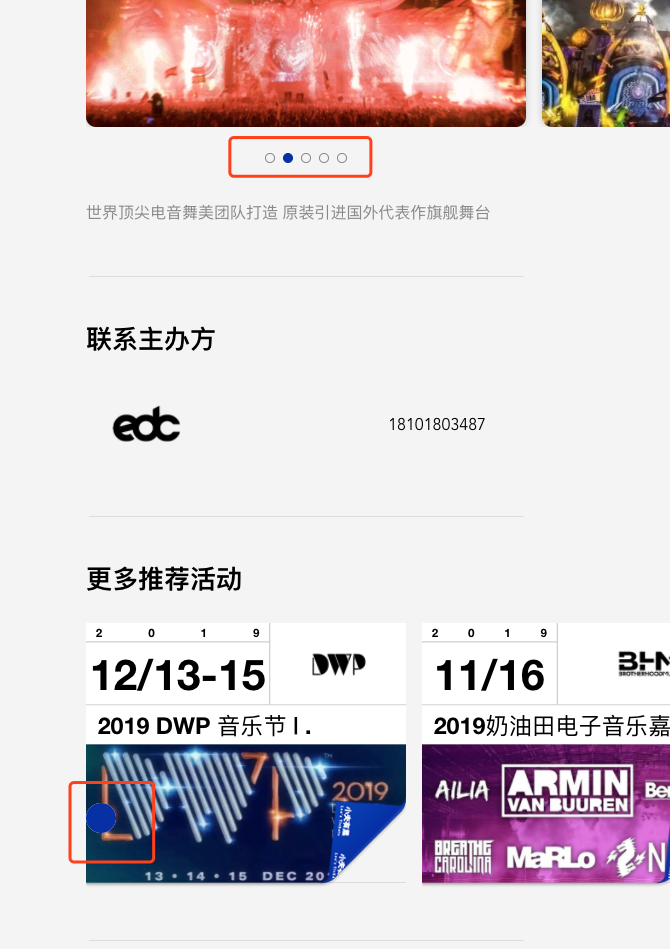 世界顶尖电音舞美团队打造 原装引进国外代表作旗舰舞台
联系主办方
edc
18101803487
更多推荐活动
2 0 1 9
12/13-15
DWP
2019 DWP 音乐节 I .
2019
13 • 14 • 15 DEC 20
2 0 1 9
11/16
BROTHERHOODMU
2019奶油田电子音乐嘉
AILIA
ARMIN
VAN BUUREN
Ber
BREATHE
CAROLINA
MaRLo
N